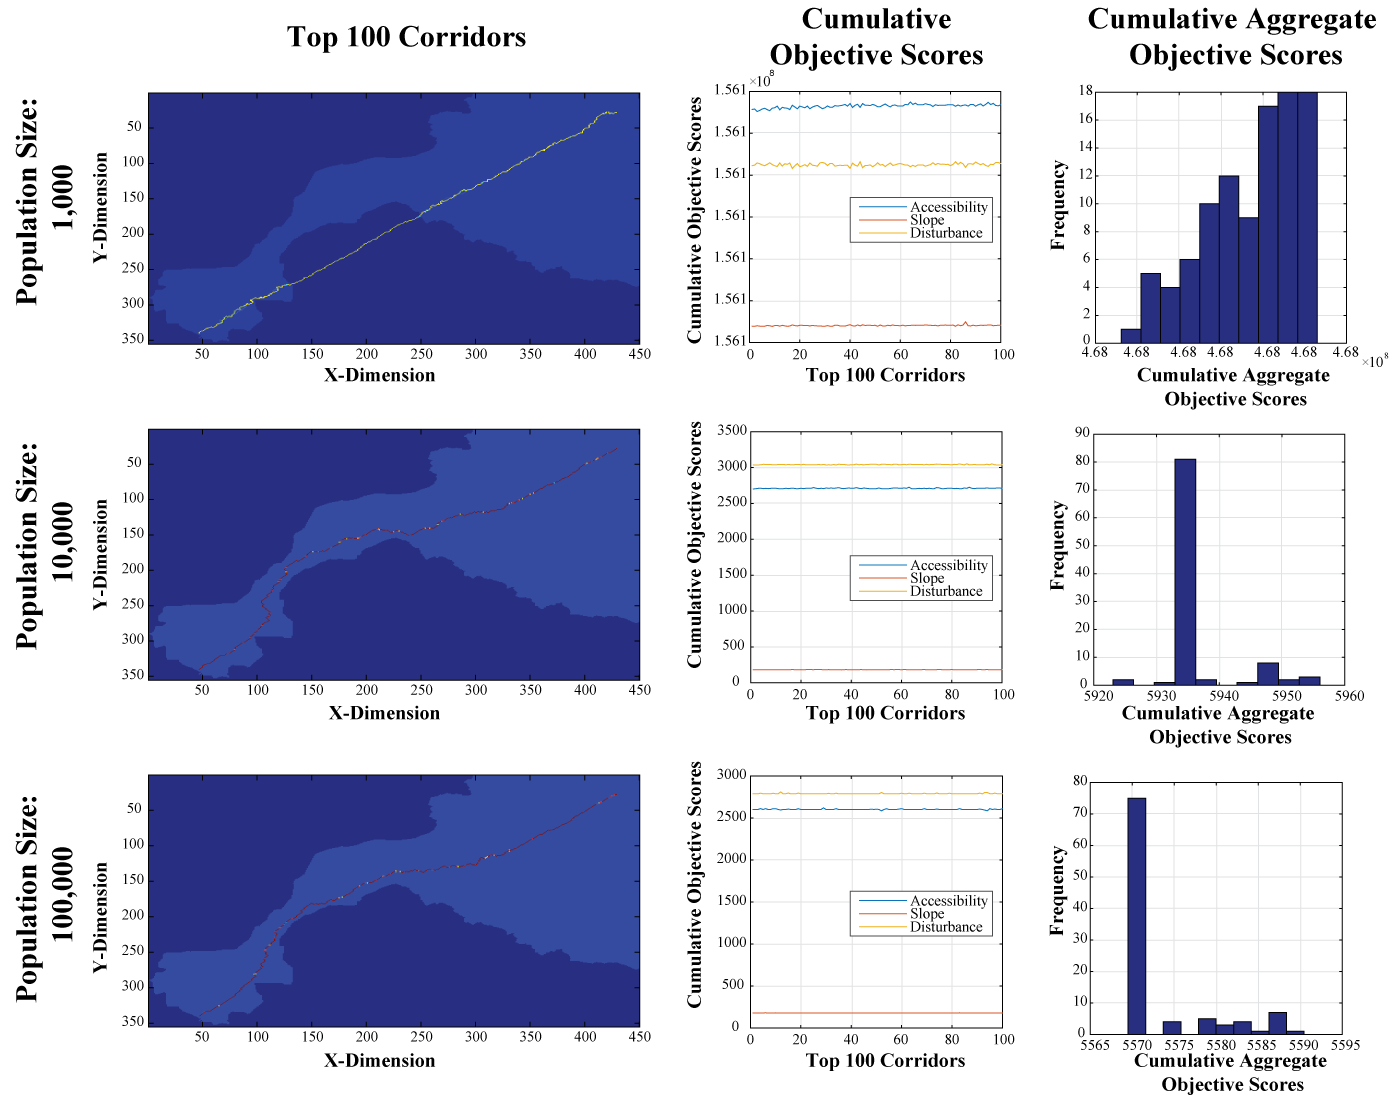 Top 100 Corridors
Cumulative
Objective Scores
Cumulative Aggregate
Objective Scores
Population Size:
1,000
Y-Dimension
50
100
150
200
250
300
350
50 100 150 200 250 300 350 400 450
X-Dimension
Cumulative Objective Scores
×10⁸
1.561
1.561
1.561
1.561
1.561
1.561
1.561
Accessibility
Slope
Disturbance
0 20 40 60 80 100
Top 100 Corridors
Frequency
18
16
14
12
10
8
6
4
2
0
4.68 4.68 4.68 4.68 4.68 4.68 4.68
×10⁸
Cumulative Aggregate
Objective Scores
Population Size:
10,000
Y-Dimension
50
100
150
200
250
300
350
50 100 150 200 250 300 350 400 450
X-Dimension
Cumulative Objective Scores
3500
3000
2500
2000
1500
1000
500
0
Accessibility
Slope
Disturbance
0 20 40 60 80 100
Top 100 Corridors
Frequency
90
80
70
60
50
40
30
20
10
0
5920 5930 5940 5950 5960
Cumulative Aggregate
Objective Scores
Population Size:
100,000
Y-Dimension
50
100
150
200
250
300
350
50 100 150 200 250 300 350 400 450
X-Dimension
Cumulative Objective Scores
3000
2500
2000
1500
1000
500
0
Accessibility
Slope
Disturbance
0 20 40 60 80 100
Top 100 Corridors
Frequency
80
70
60
50
40
30
20
10
0
5565 5570 5575 5580 5585 5590 5595
Cumulative Aggregate
Objective Scores